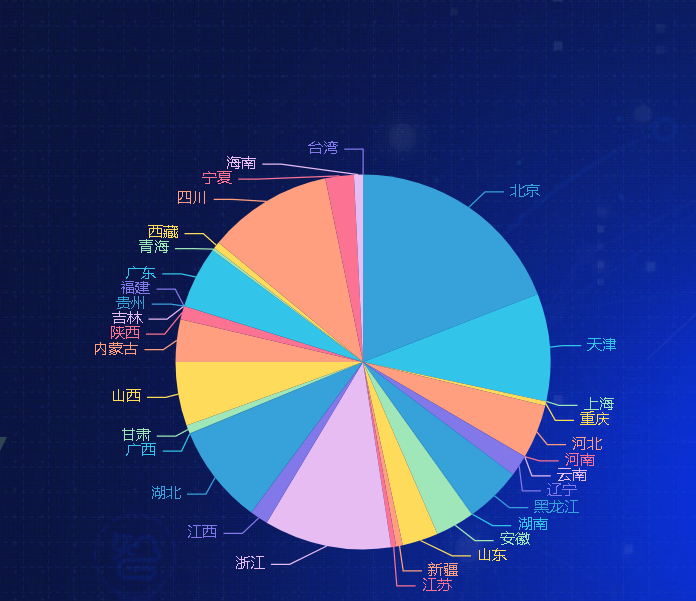 台湾
海南
宁夏
四川
西藏
青海
广东
福建
贵州
吉林
陕西
内蒙古
山西
甘肃
广西
湖北
江西
浙江
北京
天津
上海
重庆
河北
河南
云南
辽宁
黑龙江
湖南
安徽
山东
新疆
江苏